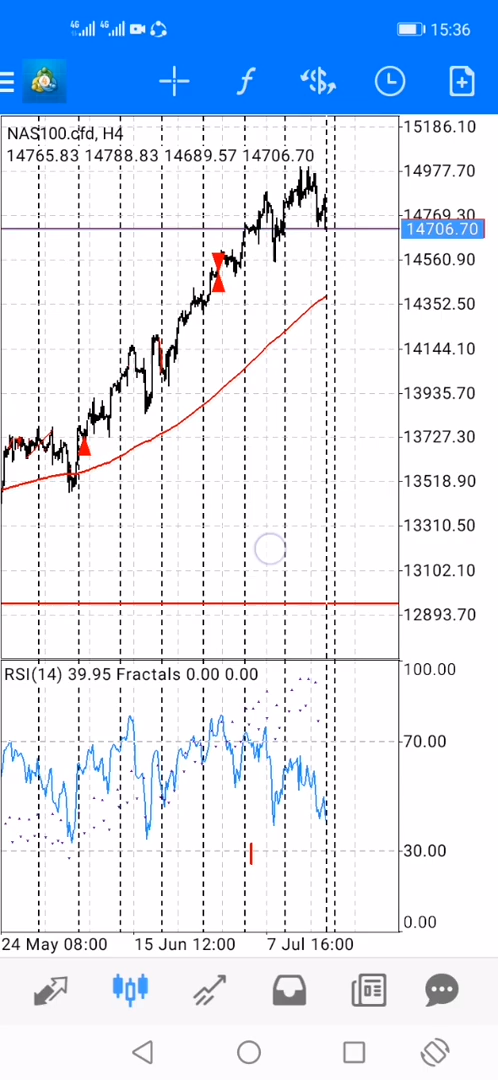 4G 4G 15:36
f $
NAS100.cfd, H4
14765.83 14788.83 14689.57 14706.70
15186.10
14977.70
14769.30
14706.70
14560.90
14352.50
14144.10
13935.70
13727.30
13518.90
13310.50
13102.10
12893.70
RSI(14) 39.95 Fractals 0.00 0.00
100.00
70.00
30.00
0.00
24 May 08:00 15 Jun 12:00 7 Jul 16:00